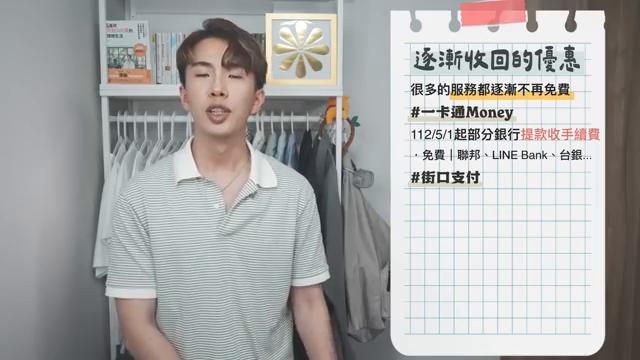 逐漸收回的優惠
很多的服務都逐漸不再免費
#一卡通Money
112/5/1起部分銀行提款收手續費
・免費｜聯邦、LINE Bank、台銀...
#街口支付